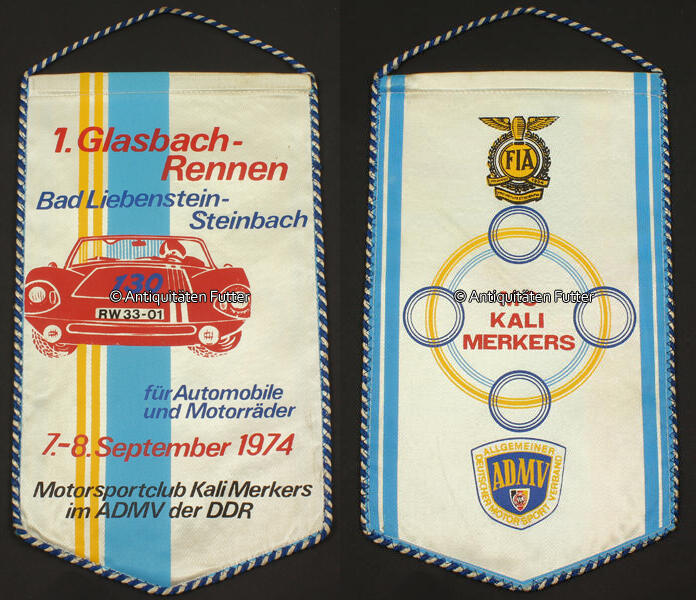 1. Glasbach-
Rennen
Bad Liebenstein-
Steinbach
130
© Antiquitäten Futter
RW 33-01
für Automobile
und Motorräder
7.-8. September 1974
Motorsportclub Kali Merkers
im ADMV der DDR
FIA
© Antiquitäten Futter
KALI
MERKERS
ALLGEMEINER
DEUTSCHER MOTORSPORT VERBAND
ADMV